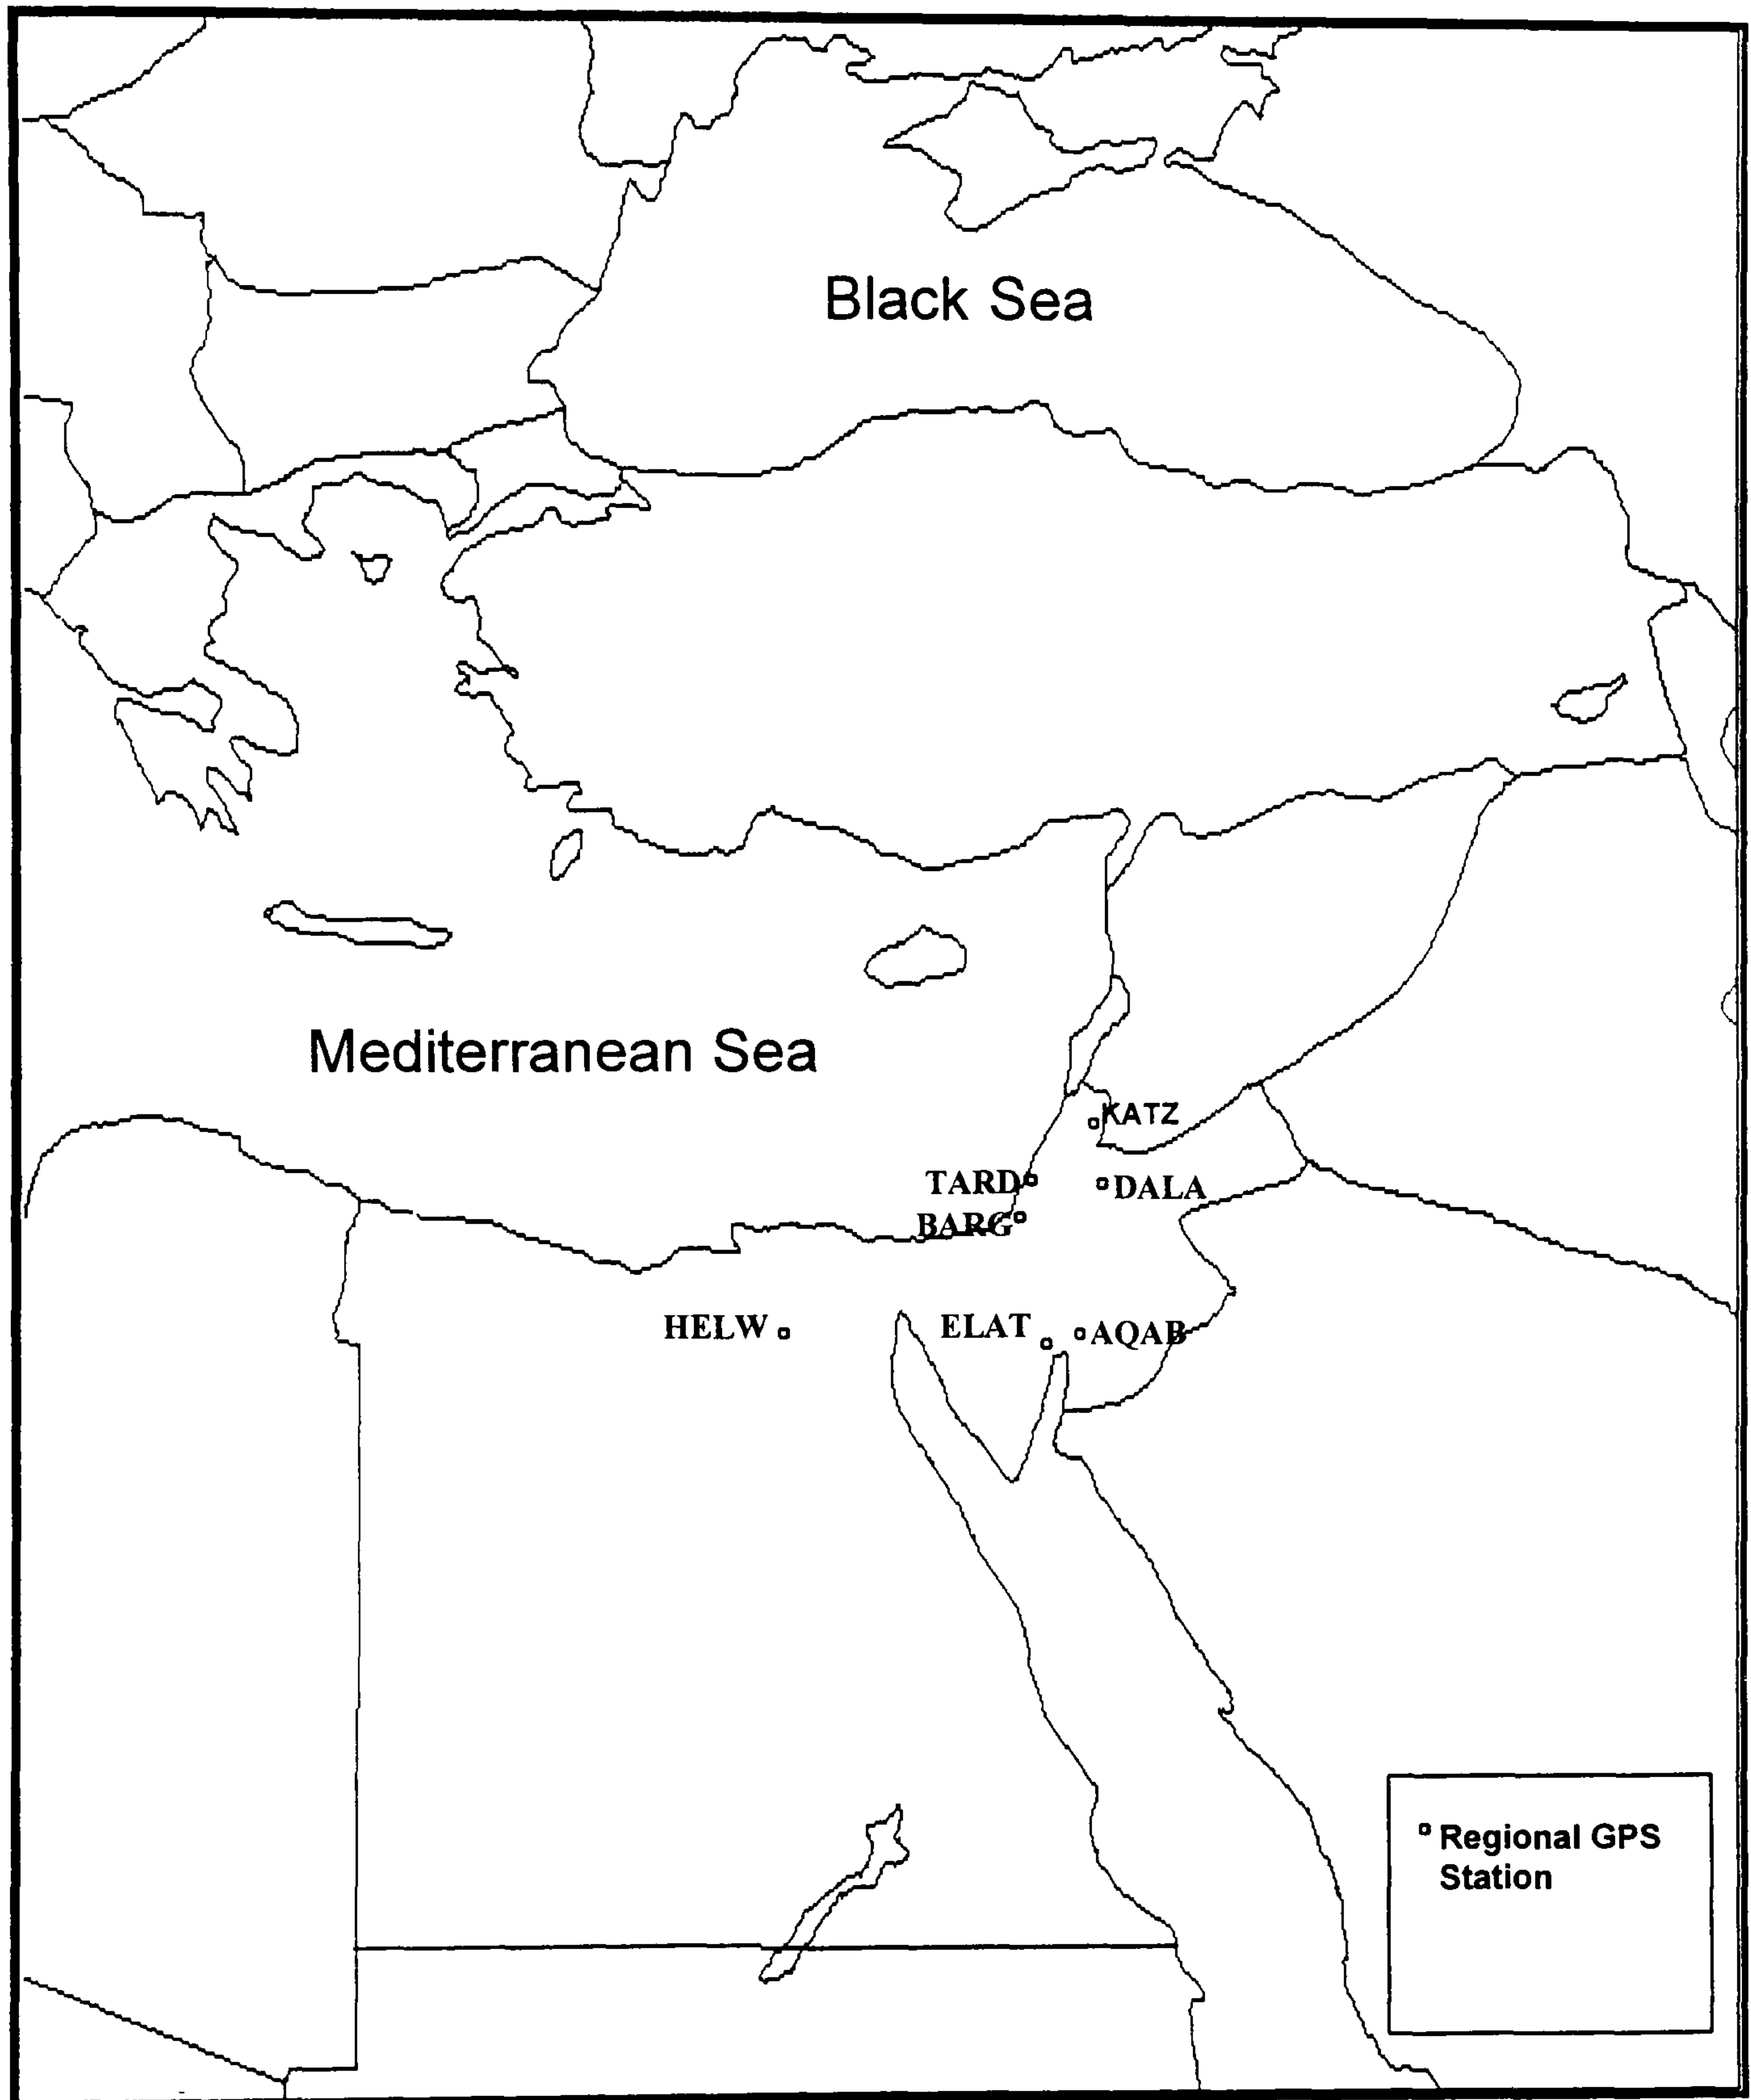 Black Sea
Mediterranean Sea
KATZ
TARD
DALA
BARG
HELW
ELAT
AQAB
Regional GPS
Station